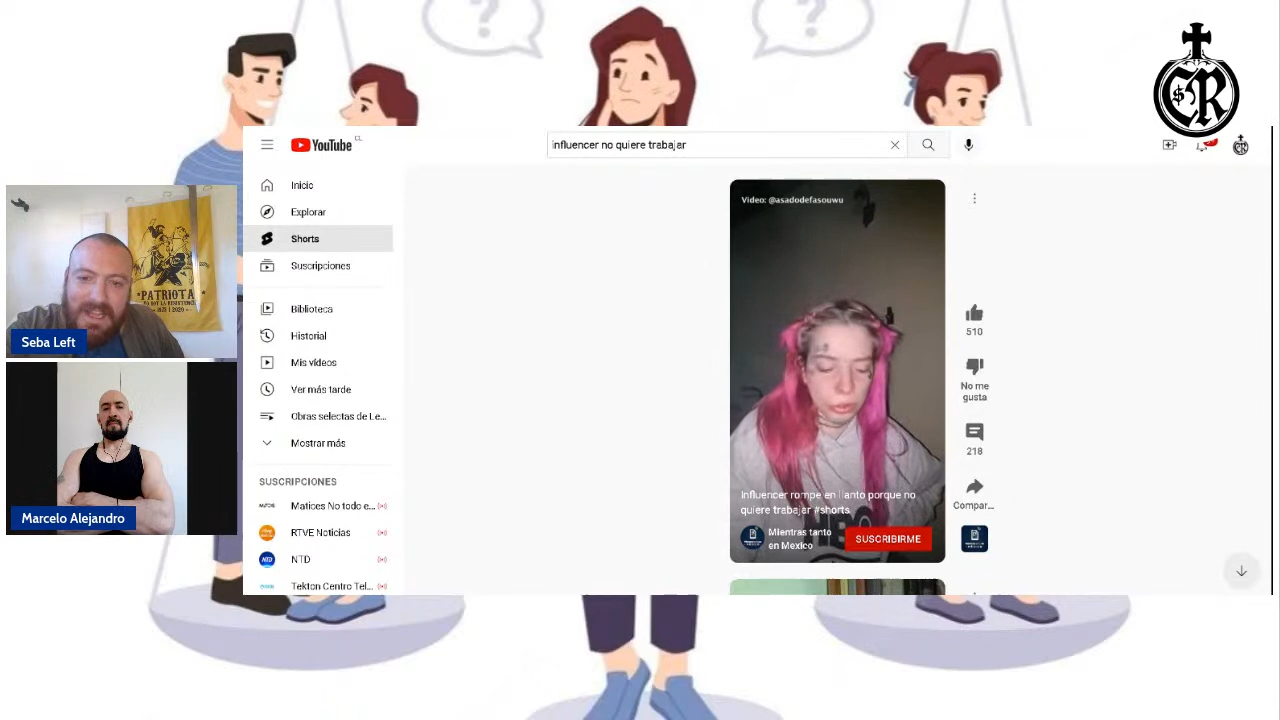 YouTube CL
influencer no quiere trabajar
Inicio
Explorar
Shorts
Suscripciones
Biblioteca
Historial
Mis vídeos
Ver más tarde
Obras selectas de Le...
Mostrar más
SUSCRIPCIONES
Matices No todo e...
RTVE Noticias
NTD
Tekton Centro Tel...
Video: @asadodefasouwu
Influencer rompe en llanto porque no
quiere trabajar #shorts
Mientras tanto
en Mexico
SUSCRIBIRME
510
No me
gusta
218
Compar...
*PATRIOTA*
Seba Left
Marcelo Alejandro
? ?